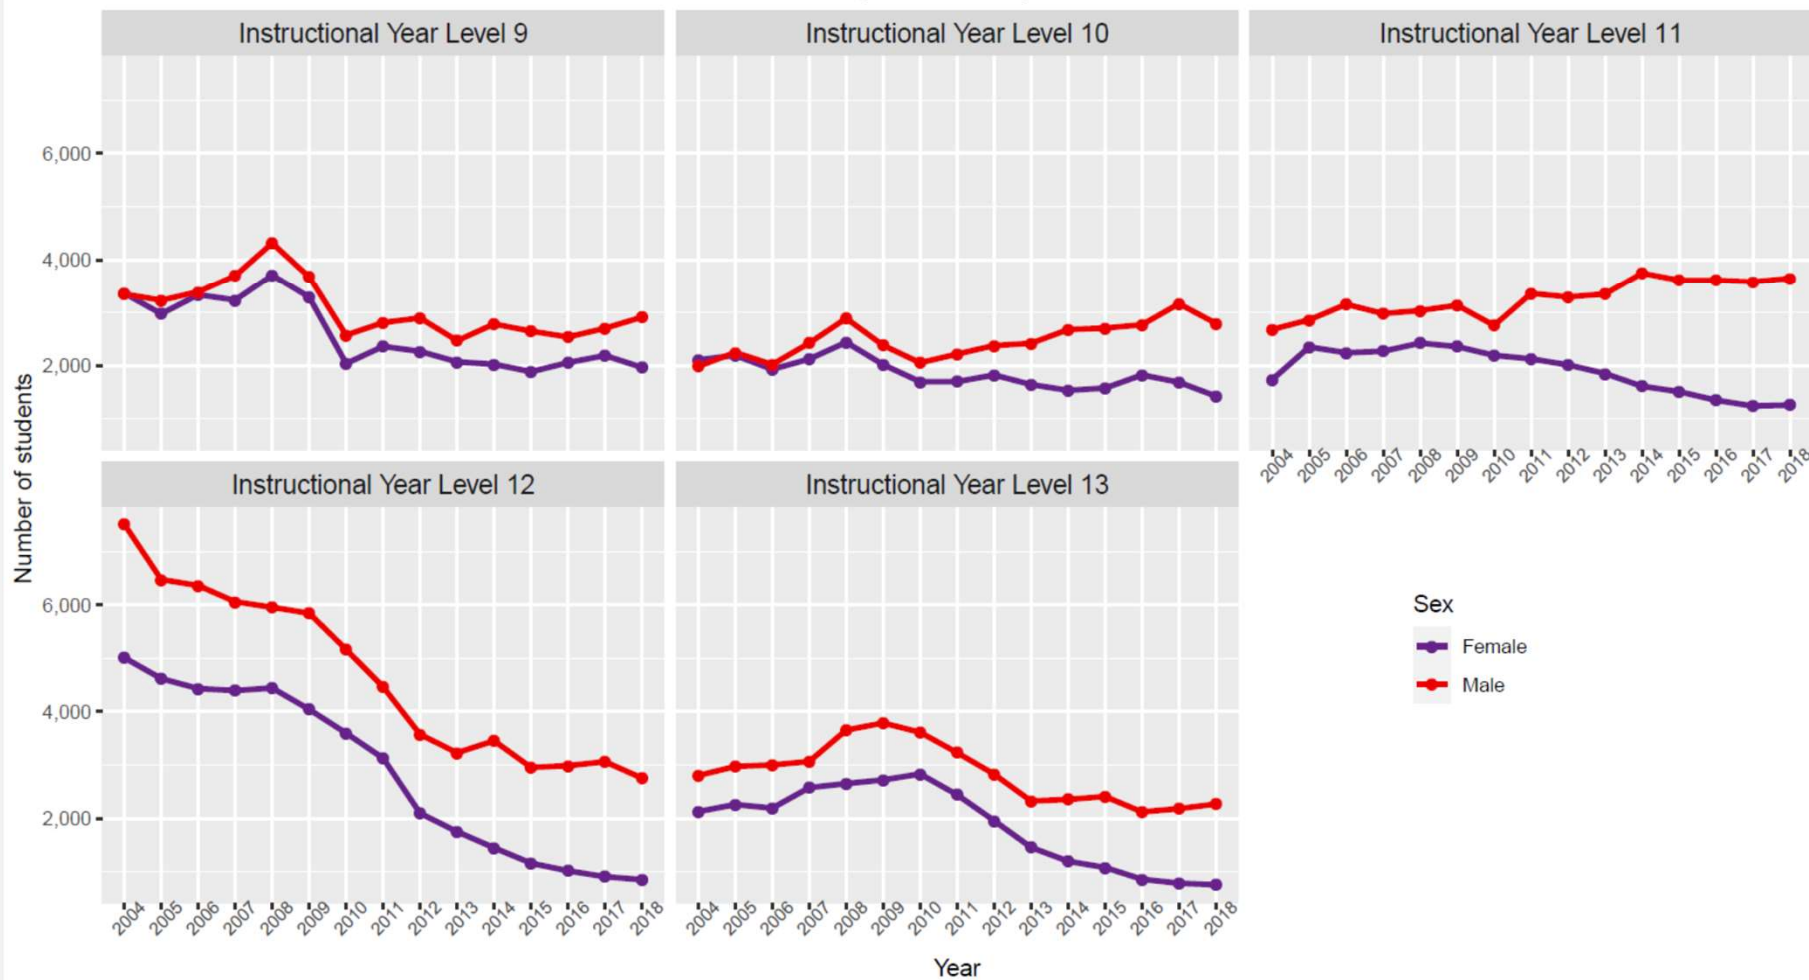 Instructional Year Level 9
Instructional Year Level 10
Instructional Year Level 11
6,000
4,000
2,000
2004 2005 2006 2007 2008 2009 2010 2011 2012 2013 2014 2015 2016 2017 2018
Number of students
Instructional Year Level 12
Instructional Year Level 13
6,000
4,000
2,000
Sex
Female
Male
2004 2005 2006 2007 2008 2009 2010 2011 2012 2013 2014 2015 2016 2017 2018
2004 2005 2006 2007 2008 2009 2010 2011 2012 2013 2014 2015 2016 2017 2018
Year